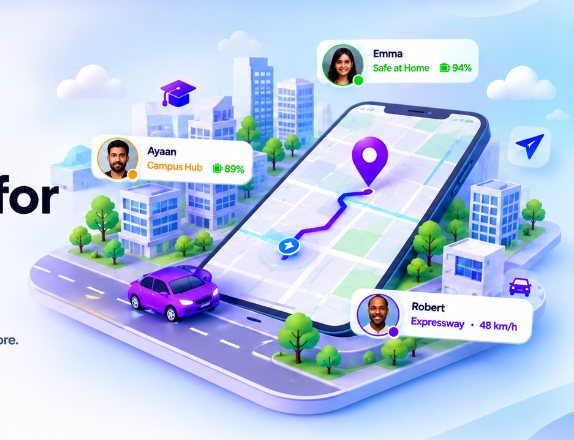 Emma
Safe at Home 94%
Ayaan
Campus Hub 89%
for
Robert
Expressway • 48 km/h
ore.